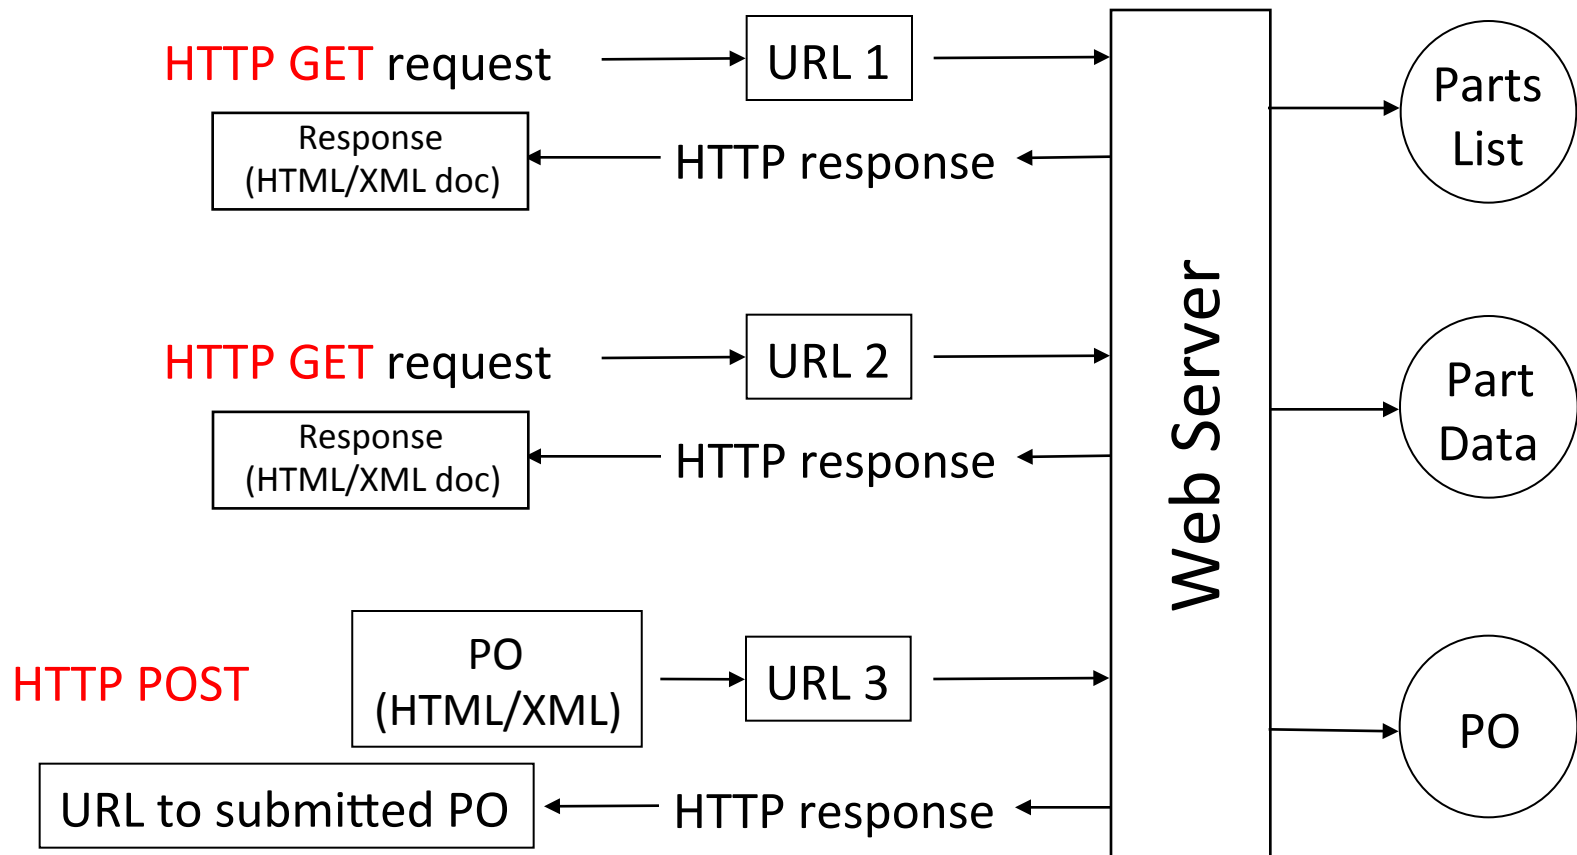 HTTP GET request
URL 1
Response
(HTML/XML doc)
HTTP response
Parts
List
HTTP GET request
URL 2
Response
(HTML/XML doc)
HTTP response
Part
Data
Web Server
HTTP POST
PO
(HTML/XML)
URL 3
PO
URL to submitted PO
HTTP response